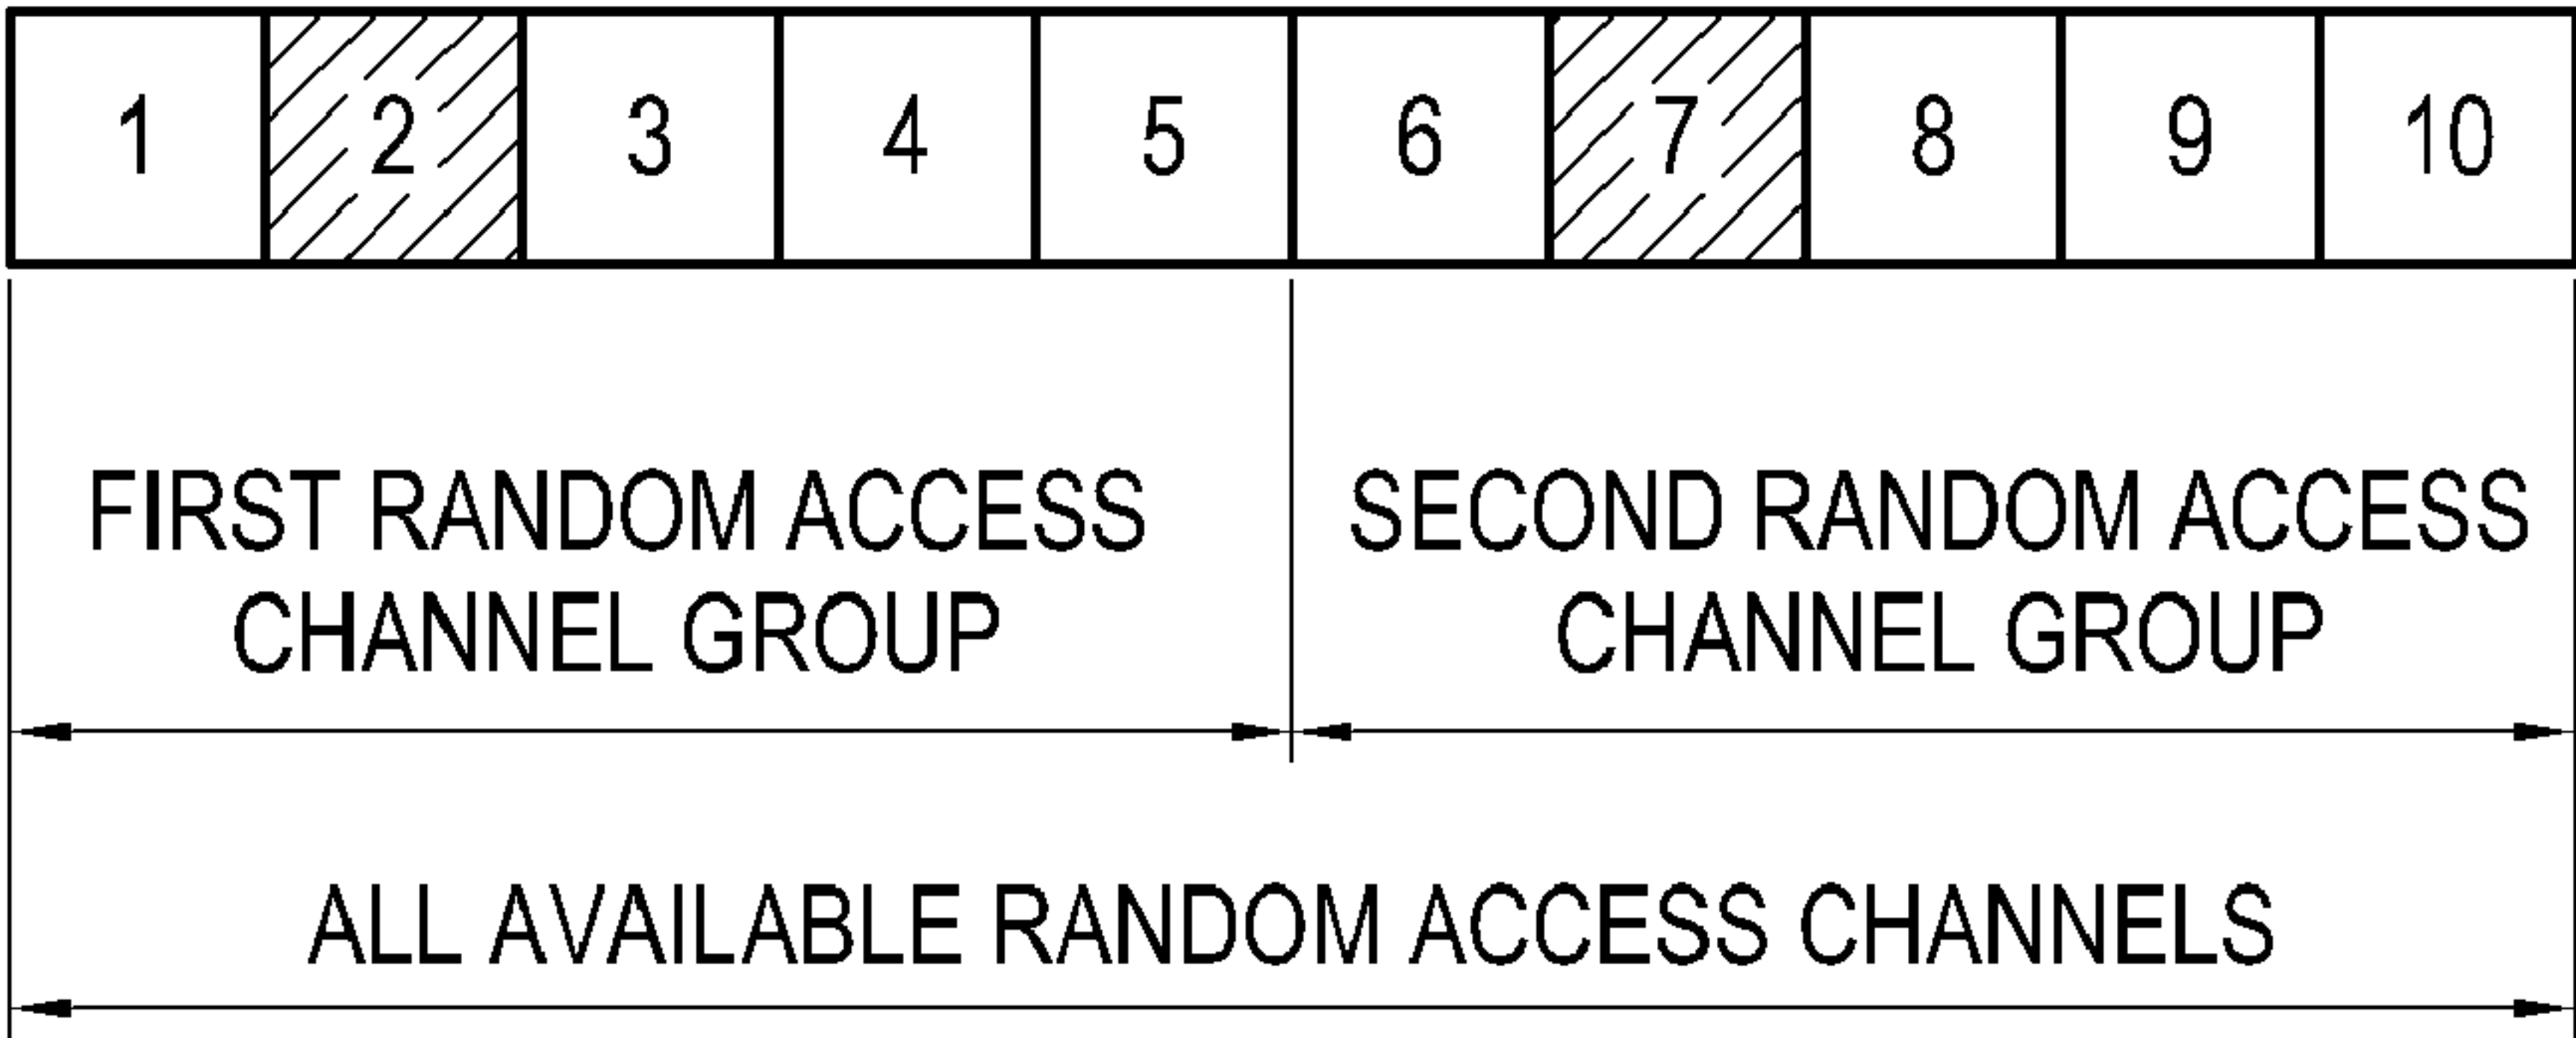 1 2 3 4 5 6 7 8 9 10
FIRST RANDOM ACCESS
CHANNEL GROUP
SECOND RANDOM ACCESS
CHANNEL GROUP
ALL AVAILABLE RANDOM ACCESS CHANNELS